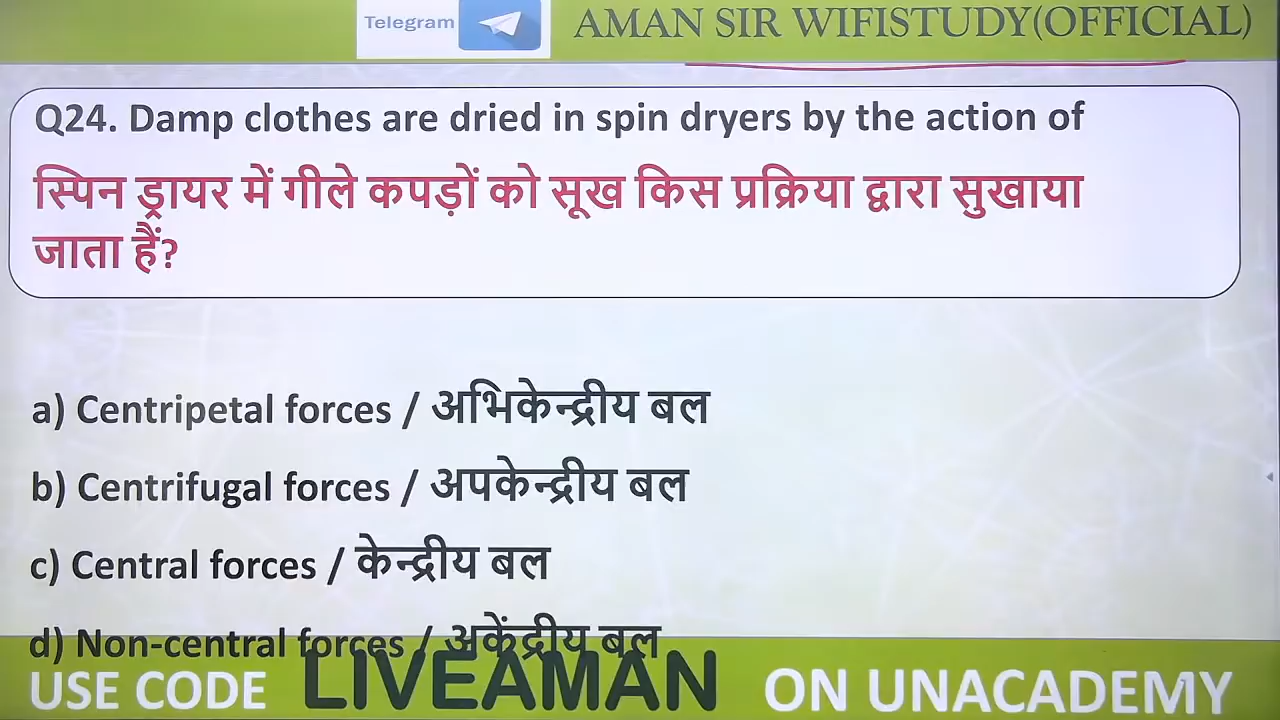 Telegram
AMAN SIR WIFISTUDY(OFFICIAL)
Q24. Damp clothes are dried in spin dryers by the action of
स्पिन ड्रायर में गीले कपड़ों को सूख किस प्रक्रिया द्वारा सुखाया
जाता हैं?
a) Centripetal forces / अभिकेन्द्रीय बल
b) Centrifugal forces / अपकेन्द्रीय बल
c) Central forces / केन्द्रीय बल
d) Non-central forces / अकेंद्रीय बल
USE CODE LIVEAMAN ON UNACADEMY